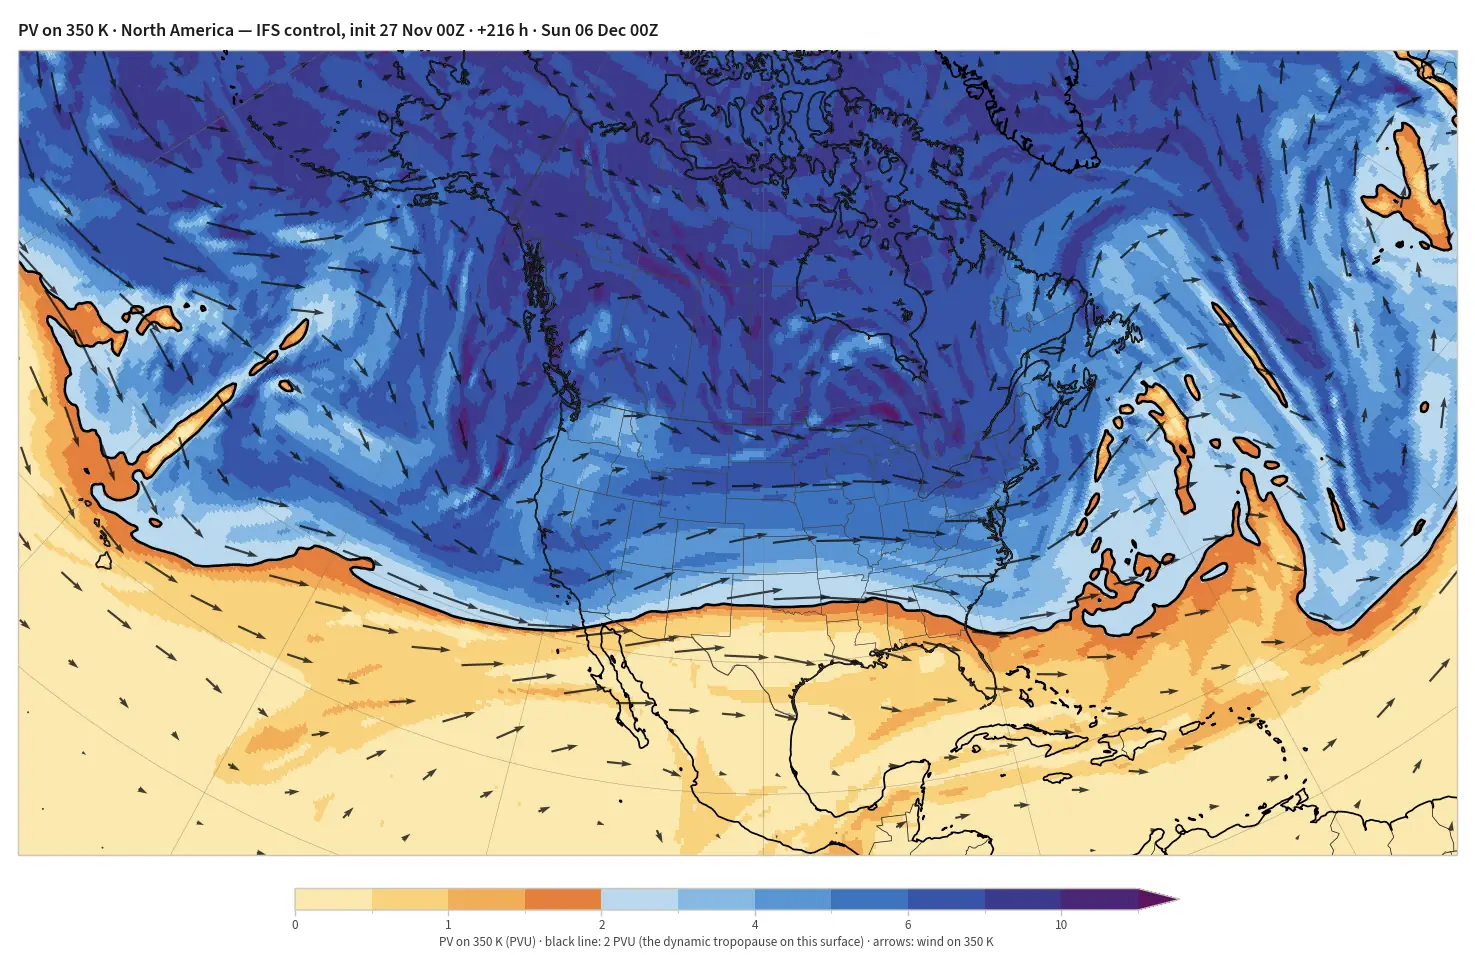 PV on 350 K · North America — IFS control, init 27 Nov 00Z · +216 h · Sun 06 Dec 00Z
0 1 2 4 6 10
PV on 350 K (PVU) · black line: 2 PVU (the dynamic tropopause on this surface) · arrows: wind on 350 K